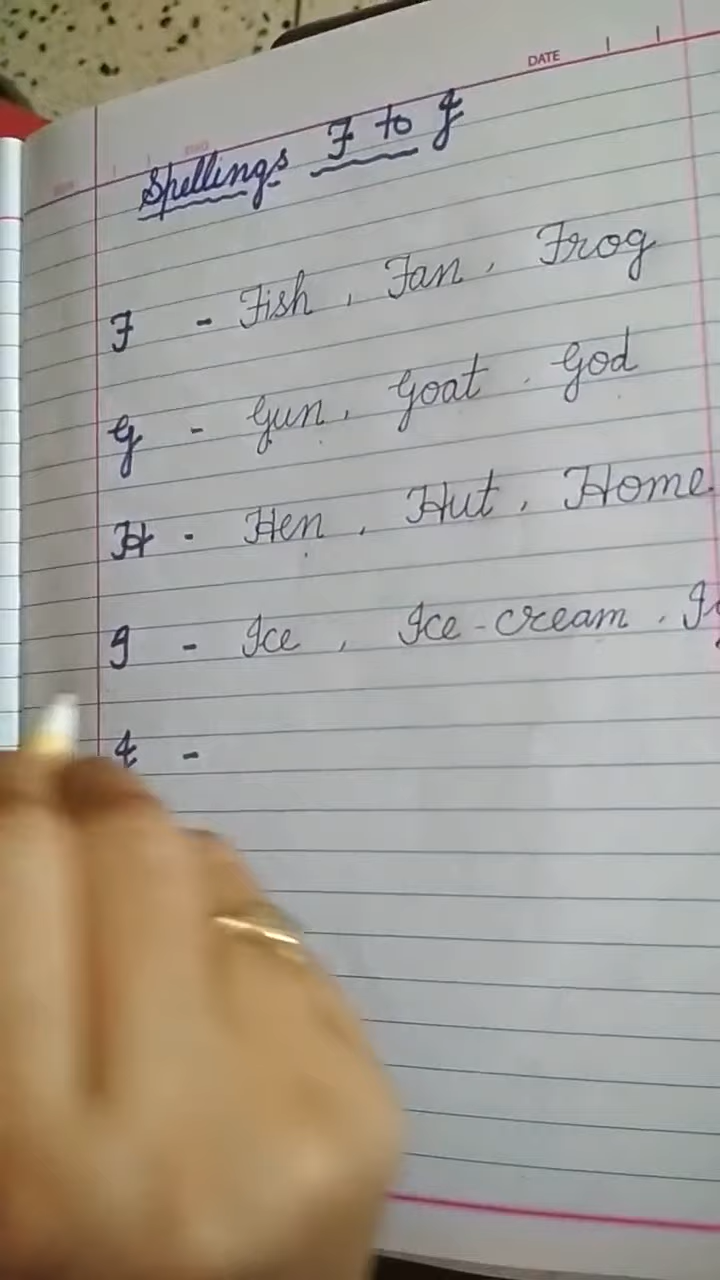 DATE
Spellings F to J
F - Fish, Fan, Frog
G - Gun, Goat, God
H - Hen, Hut, Home
I - Ice, Ice-cream,
-